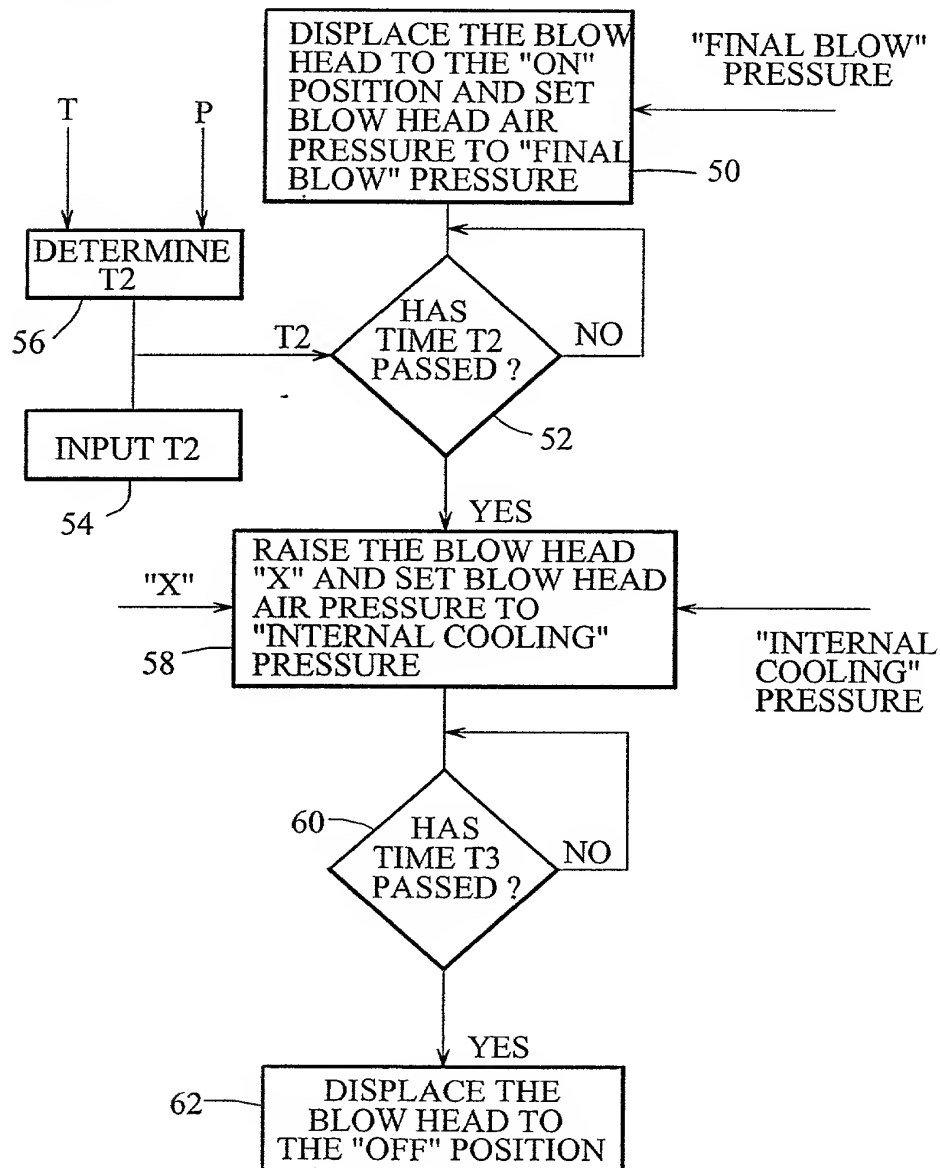 DISPLACE THE BLOW
HEAD TO THE "ON"
POSITION AND SET
BLOW HEAD AIR
PRESSURE TO "FINAL
BLOW" PRESSURE
"FINAL BLOW"
PRESSURE
50
T
P
DETERMINE
T2
56
T2
HAS
TIME T2
PASSED ?
NO
52
INPUT T2
54
YES
RAISE THE BLOW HEAD
"X" AND SET BLOW HEAD
AIR PRESSURE TO
"INTERNAL COOLING"
PRESSURE
"X"
58
"INTERNAL
COOLING"
PRESSURE
60
HAS
TIME T3
PASSED ?
NO
YES
62
DISPLACE THE
BLOW HEAD TO
THE "OFF" POSITION